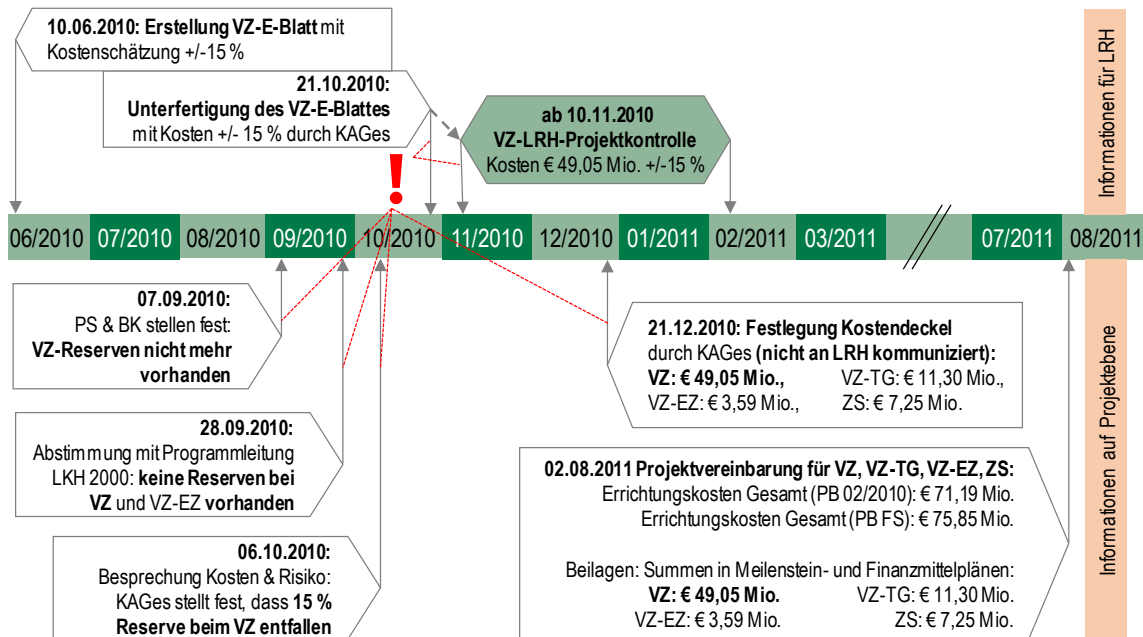 10.06.2010: Erstellung VZ-E-Blatt mit
Kostenschätzung +/-15 %
21.10.2010:
Unterfertigung des VZ-E-Blattes
mit Kosten +/- 15 % durch KAGes
ab 10.11.2010
VZ-LRH-Projektkontrolle
Kosten € 49,05 Mio. +/-15 %
Informationen für LRH
!
06/2010 07/2010 08/2010 09/2010 10/2010 11/2010 12/2010 01/2011 02/2011 03/2011 // 07/2011 08/2011
07.09.2010:
PS & BK stellen fest:
VZ-Reserven nicht mehr
vorhanden
28.09.2010:
Abstimmung mit Programmleitung
LKH 2000: keine Reserven bei
VZ und VZ-EZ vorhanden
06.10.2010:
Besprechung Kosten & Risiko:
KAGes stellt fest, dass 15 %
Reserve beim VZ entfallen
21.12.2010: Festlegung Kostendeckel
durch KAGes (nicht an LRH kommuniziert):
VZ: € 49,05 Mio., VZ-TG: € 11,30 Mio.,
VZ-EZ: € 3,59 Mio., ZS: € 7,25 Mio.
02.08.2011 Projektvereinbarung für VZ, VZ-TG, VZ-EZ, ZS:
Errichtungskosten Gesamt (PB 02/2010): € 71,19 Mio.
Errichtungskosten Gesamt (PB FS): € 75,85 Mio.
Beilagen: Summen in Meilenstein- und Finanzmittelplänen:
VZ: € 49,05 Mio. VZ-TG: € 11,30 Mio.
VZ-EZ: € 3,59 Mio. ZS: € 7,25 Mio.
Informationen auf Projektebene